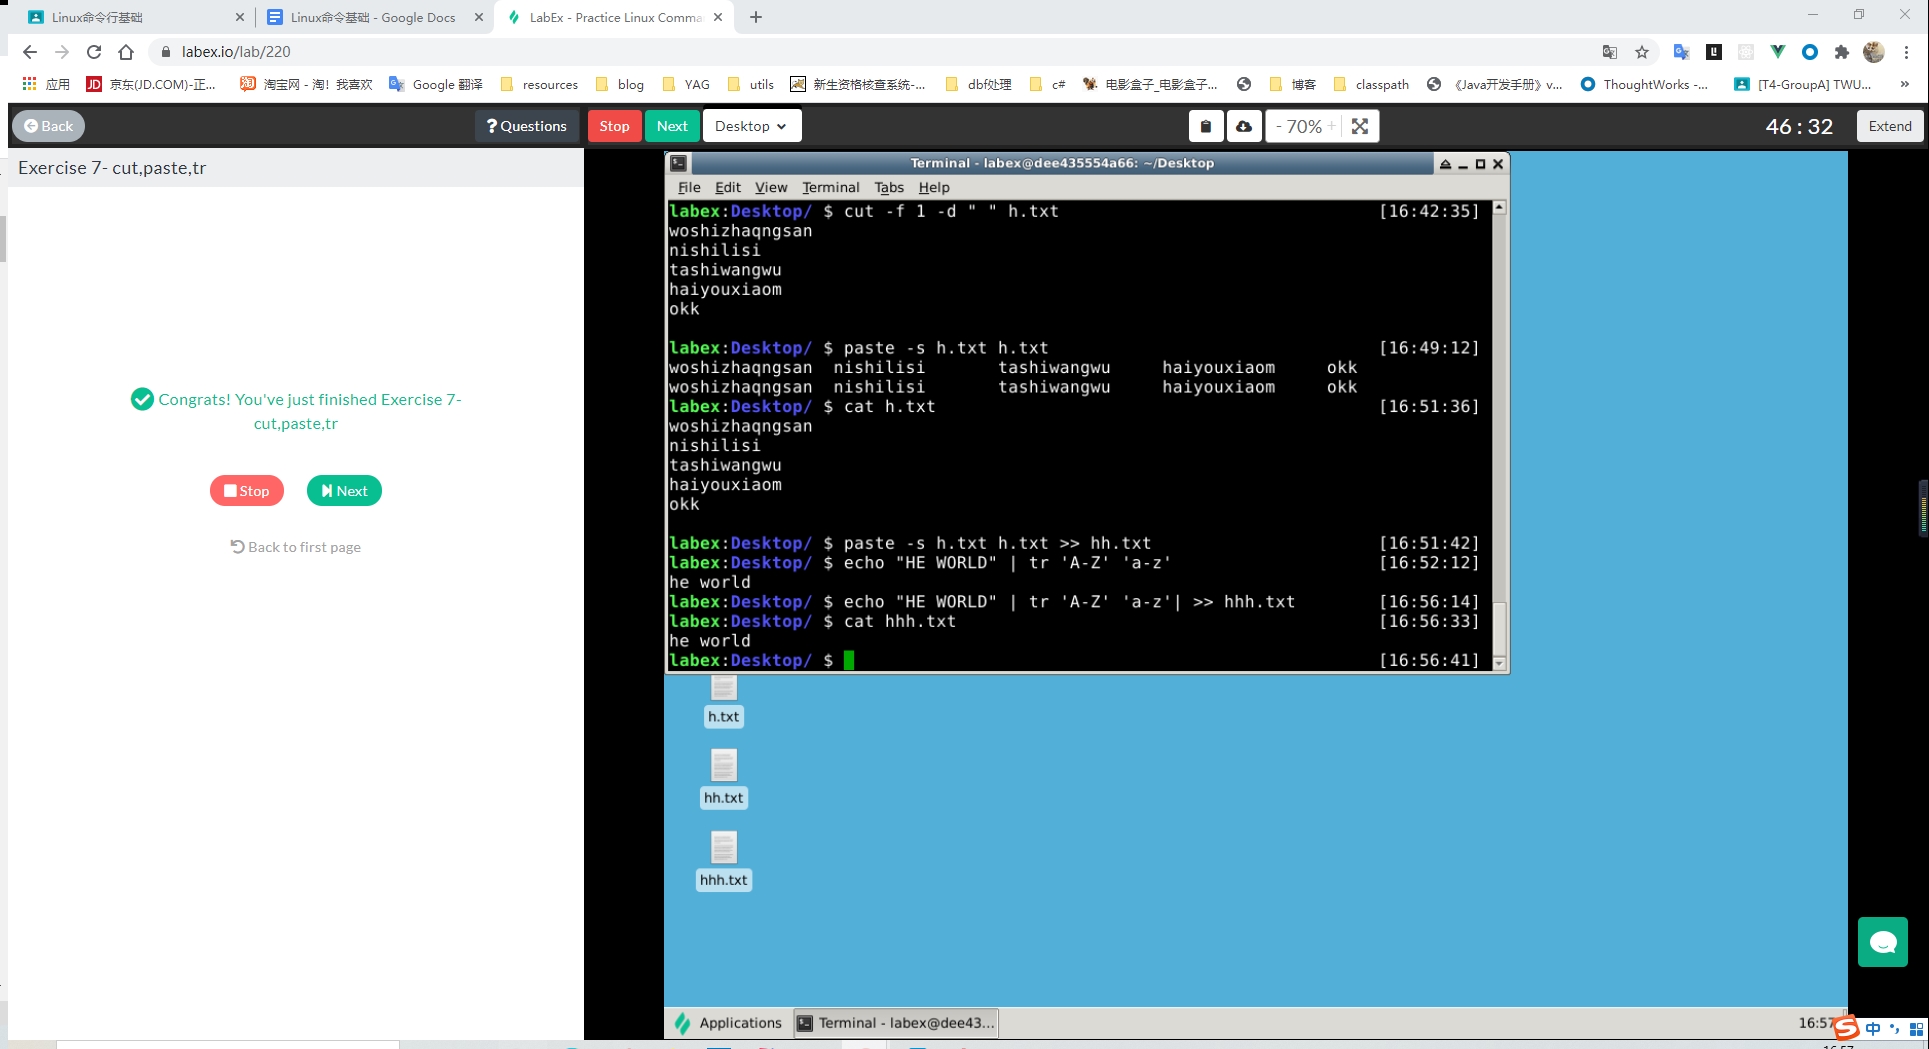 Linux命令行基础
Linux命令基础 - Google Docs
LabEx - Practice Linux Comma
labex.io/lab/220
应用
京东(JD.COM)-正...
淘宝网 - 淘！我喜欢
Google 翻译
resources
blog
YAG
utils
新生资格核查系统-...
dbf处理
c#
电影盒子_电影盒子...
博客
classpath
《Java开发手册》v...
ThoughtWorks -...
[T4-GroupA] TWU...
»
Back
? Questions
Stop
Next
Desktop
- 70% +
46 : 32
Extend
Exercise 7- cut,paste,tr
Congrats! You've just finished Exercise 7-
cut,paste,tr
Stop
Next
Back to first page
Terminal - labex@dee435554a66: ~/Desktop
File Edit View Terminal Tabs Help
labex:Desktop/ $ cut -f 1 -d " " h.txt [16:42:35]
woshizhaqngsan
nishilisi
tashiwangwu
haiyouxiaom
okk
labex:Desktop/ $ paste -s h.txt h.txt [16:49:12]
woshizhaqngsan nishilisi tashiwangwu haiyouxiaom okk
woshizhaqngsan nishilisi tashiwangwu haiyouxiaom okk
labex:Desktop/ $ cat h.txt [16:51:36]
woshizhaqngsan
nishilisi
tashiwangwu
haiyouxiaom
okk
labex:Desktop/ $ paste -s h.txt h.txt >> hh.txt [16:51:42]
labex:Desktop/ $ echo "HE WORLD" | tr 'A-Z' 'a-z' [16:52:12]
he world
labex:Desktop/ $ echo "HE WORLD" | tr 'A-Z' 'a-z'| >> hhh.txt [16:56:14]
labex:Desktop/ $ cat hhh.txt [16:56:33]
he world
labex:Desktop/ $ [16:56:41]
h.txt
hh.txt
hhh.txt
Applications
Terminal - labex@dee43...
16:57
中